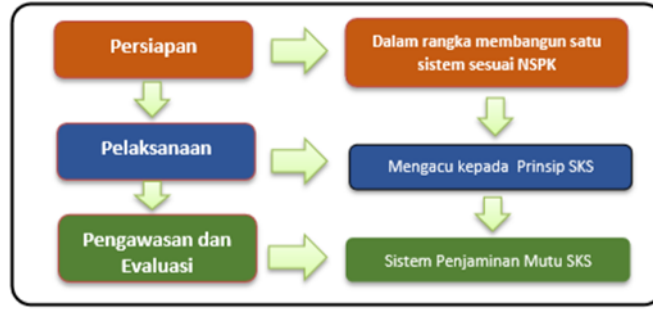 Persiapan
Dalam rangka membangun satu
sistem sesuai NSPK
Pelaksanaan
Mengacu kepada Prinsip SKS
Pengawasan dan
Evaluasi
Sistem Penjaminan Mutu SKS